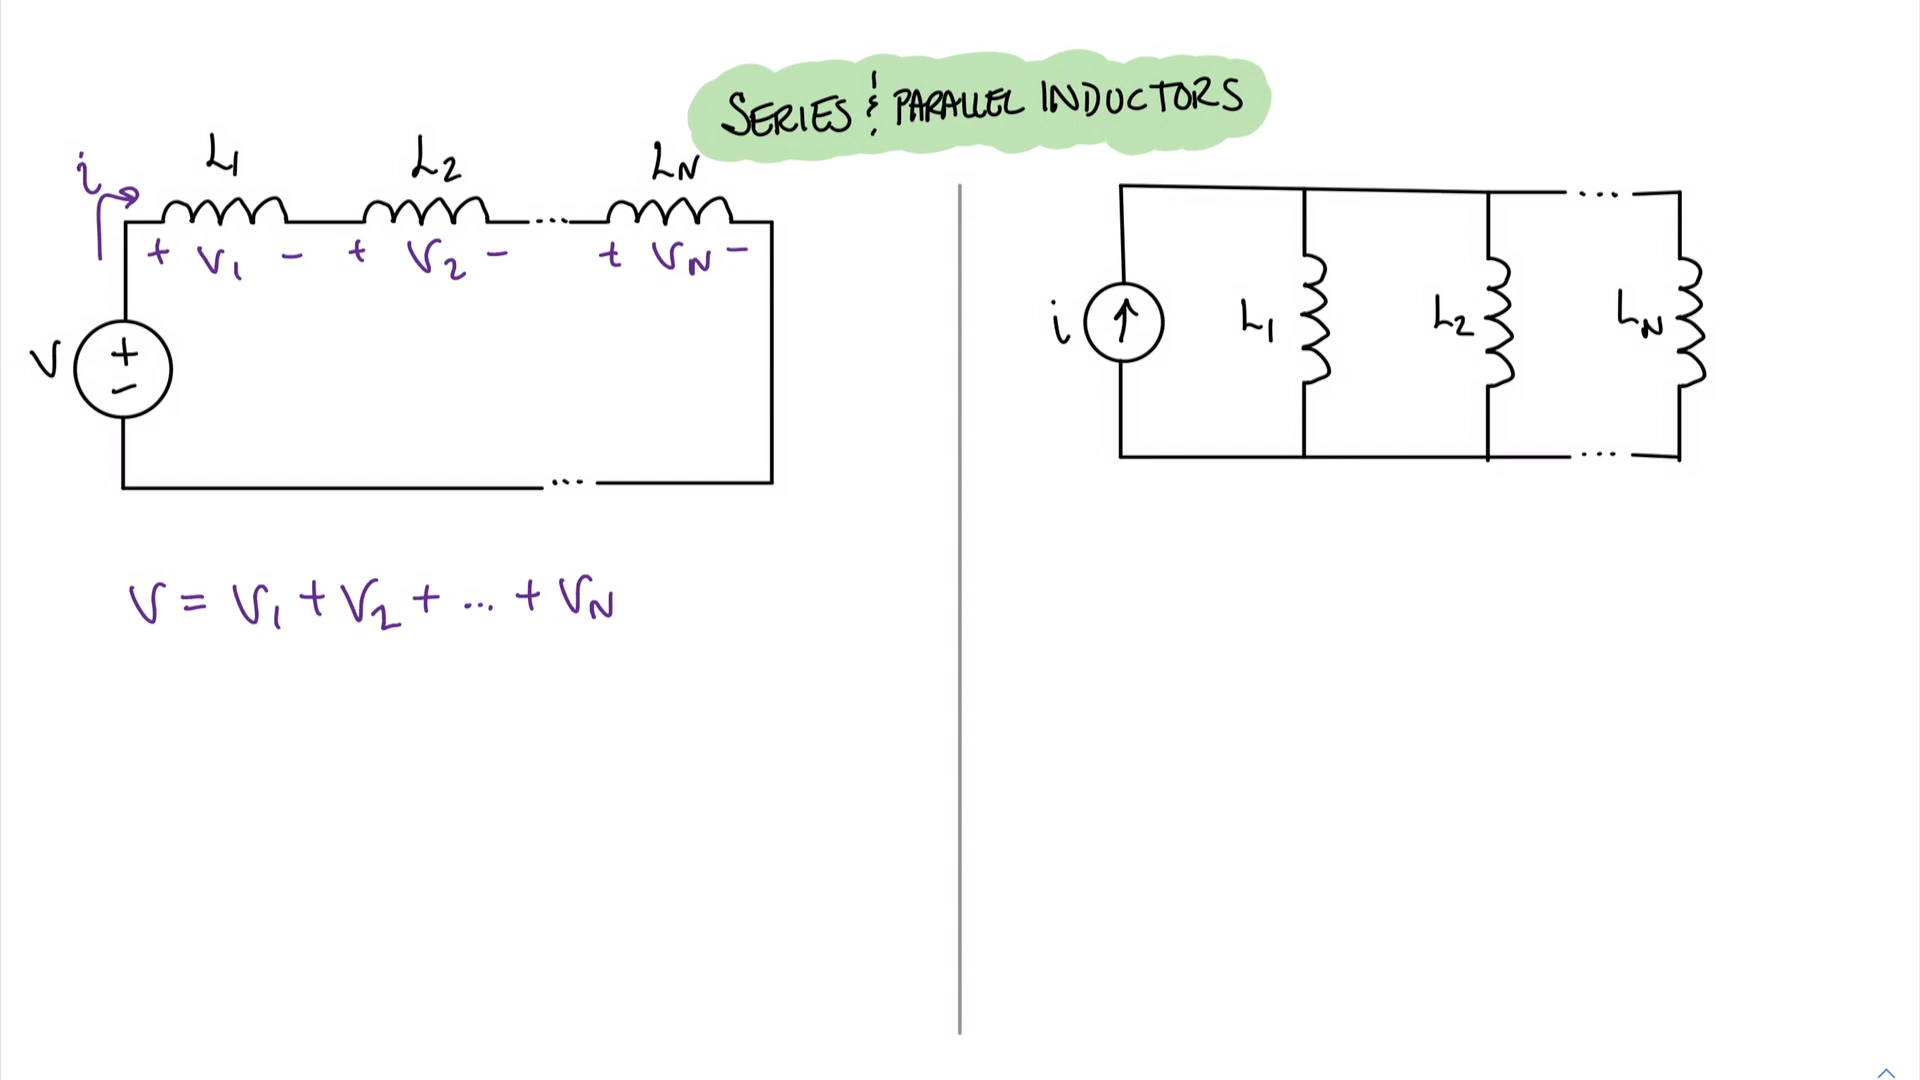 SERIES & PARALLEL INDUCTORS
i L1 L2 LN
+ V1 - + V2 - ... + VN -
V + -
...
V = V1 + V2 + ... + VN
...
i L1 L2 LN
...